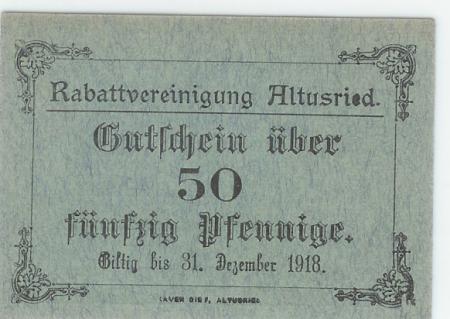 Rabattvereinigung Altusried.
Gutschein über
50
fünfzig Pfennige.
Giltig bis 31. Dezember 1918.
ALTUSRIED